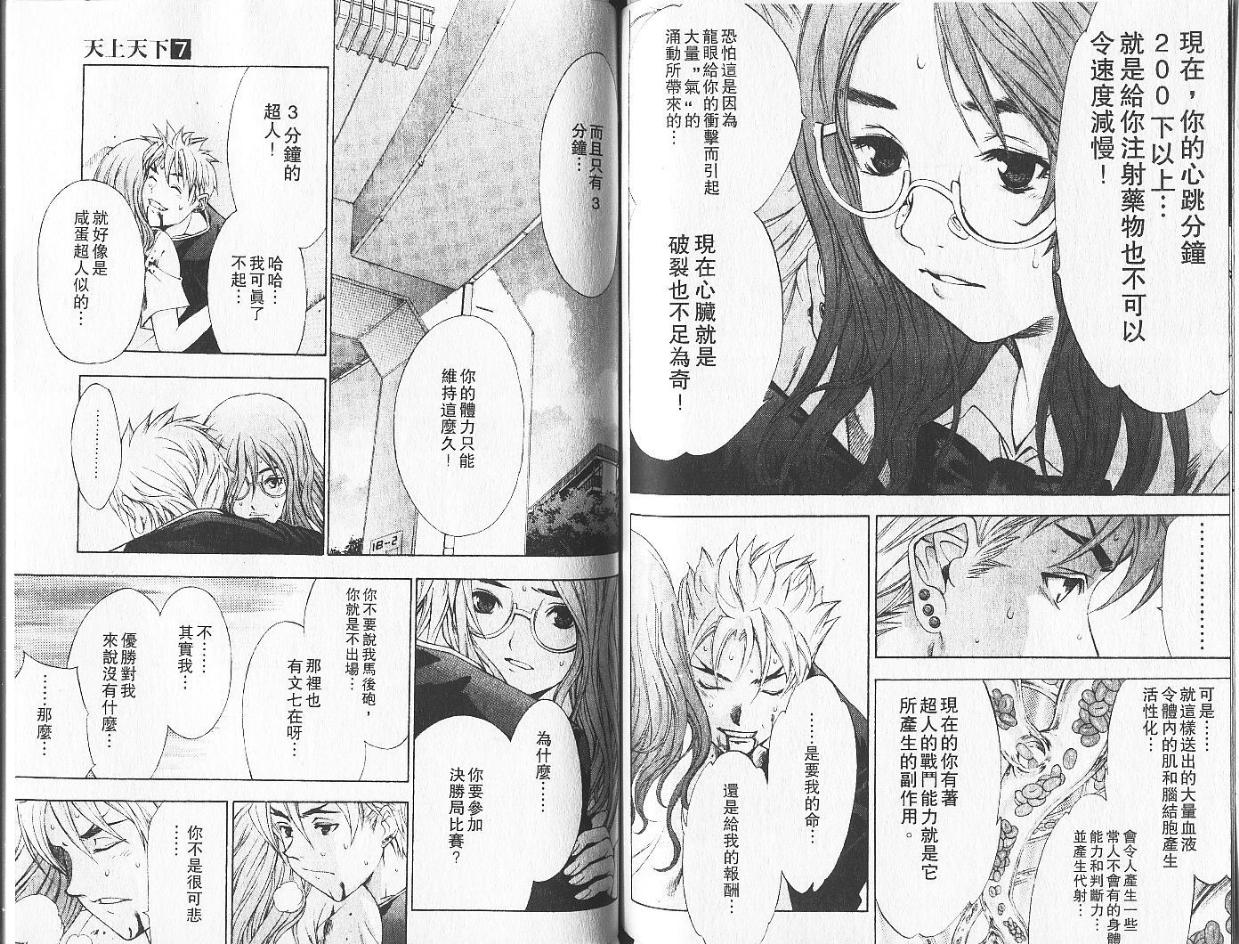 現在，你的心跳分鐘
200下以上…
就是給你注射藥物也不可以
令速度減慢！
恐怕這是因為
龍眼給你的衝擊而引起
大量"氣"的
涌動所帶來的…
現在心臟就是
破裂也不足為奇！
…………
可是……
就這樣送出的大量血液
令體內的肌和腦結胞產生
活性化…
會令人產生一些
常人不會有的身體
能力和判斷力…
並產生代射…
現在的你有著
超人的戰鬥能力就是它
所產生的副作用。
……是要我的命…
還是給我的報酬…
天上天下7
而且只有3
分鐘…
你的體力只能
維持這麼久！
1B-2
3分鐘的
超人！
哈哈…
我可真了
不起…
就好像是
咸蛋超人似的…
…………
為什麼……
你要參加
決勝局比賽？
你不要說我馬後砲，
你就是不出場…
那裡也
有文七在呀…
不……
其實我…
優勝對我
來說沒有什麼…
……那麼…
你不是很可悲
……